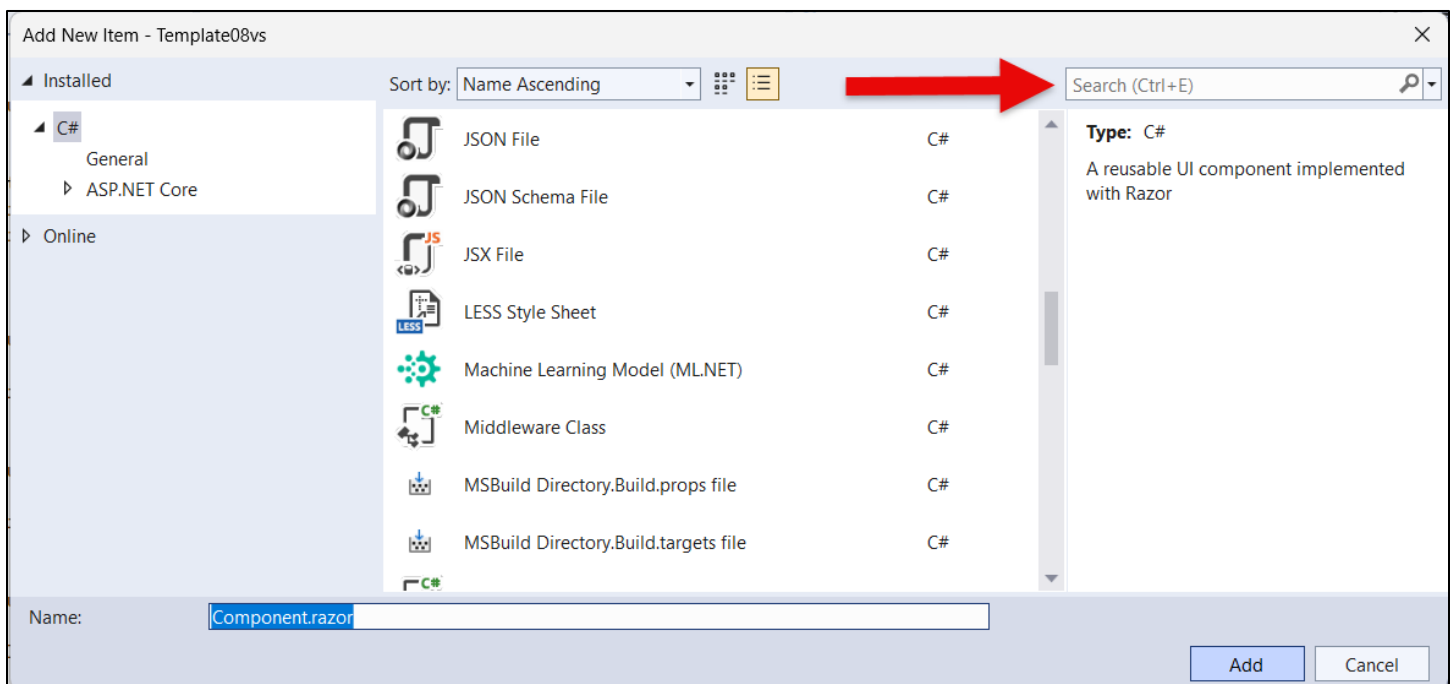 Add New Item - Template08vs
Installed
Sort by: Name Ascending
Search (Ctrl+E)
C#
General
ASP.NET Core
Online
JSON File C#
JSON Schema File C#
JS
JSX File C#
LESS
LESS Style Sheet C#
Machine Learning Model (ML.NET) C#
C#
Middleware Class C#
MSBuild Directory.Build.props file C#
MSBuild Directory.Build.targets file C#
C#
Type: C#
A reusable UI component implemented
with Razor
Name: Component.razor
Add Cancel